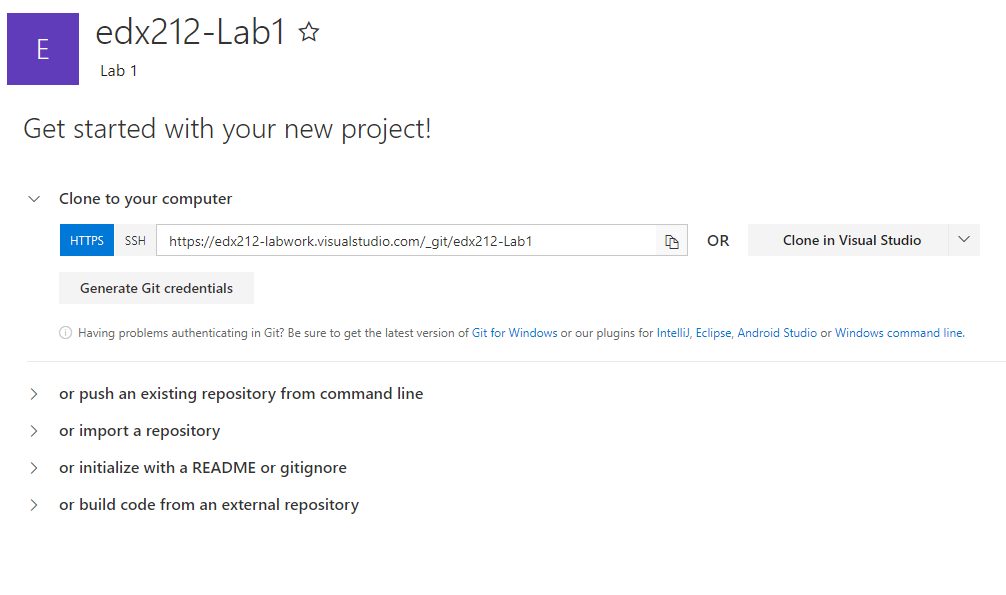 E
edx212-Lab1
Lab 1
Get started with your new project!
Clone to your computer
HTTPS SSH https://edx212-labwork.visualstudio.com/_git/edx212-Lab1 OR Clone in Visual Studio
Generate Git credentials
Having problems authenticating in Git? Be sure to get the latest version of Git for Windows or our plugins for IntelliJ, Eclipse, Android Studio or Windows command line.
or push an existing repository from command line
or import a repository
or initialize with a README or gitignore
or build code from an external repository